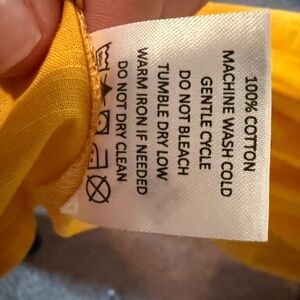 100% COTTON
MACHINE WASH COLD
GENTLE CYCLE
DO NOT BLEACH
TUMBLE DRY LOW
WARM IRON IF NEEDED
DO NOT DRY CLEAN